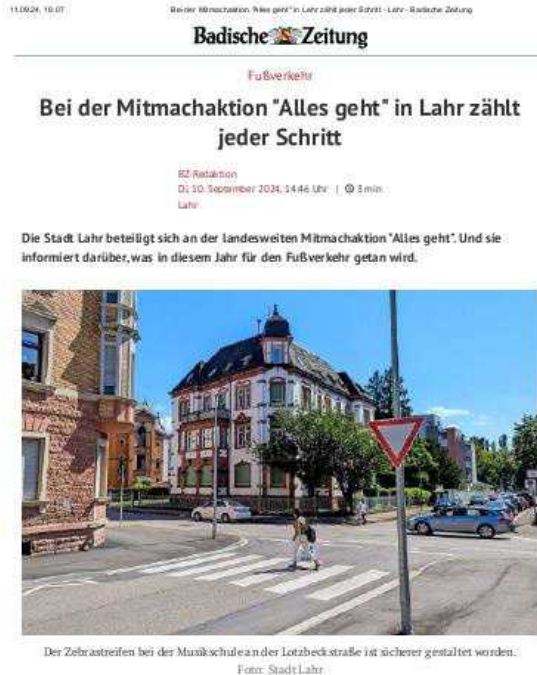 11.09.24, 10:07 Bei der Mitmachaktion "Alles geht" in Lahr zählt jeder Schritt - Lahr - Badische Zeitung
Badische Zeitung
Fußverkehr
Bei der Mitmachaktion "Alles geht" in Lahr zählt
jeder Schritt
BZ-Redaktion
Di, 10. September 2024, 14:46 Uhr | 3 min
Lahr
Die Stadt Lahr beteiligt sich an der landesweiten Mitmachaktion "Alles geht". Und sie
informiert darüber, was in diesem Jahr für den Fußverkehr getan wird.
Der Zebrastreifen bei der Musikschule an der Lotzbeckstraße ist sicherer gestaltet worden.
Foto: Stadt Lahr